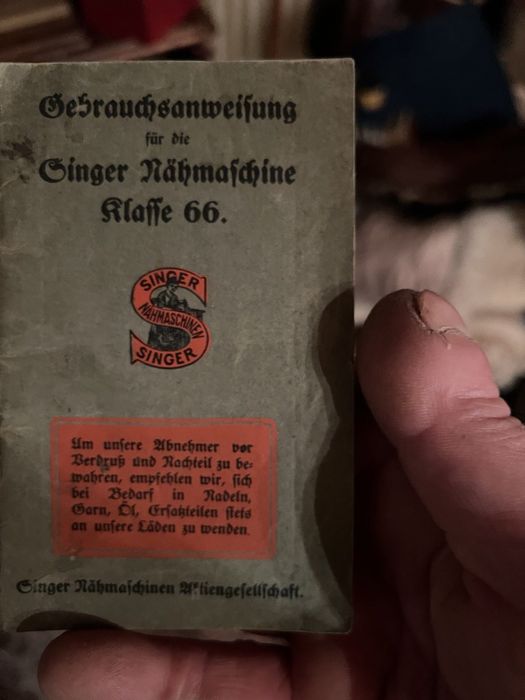 Gebrauchsanweisung
für die
Singer Nähmaschine
Klasse 66.
SINGER
NÄHMASCHINEN
SINGER
Um unsere Abnehmer vor
Verdruß und Nachteil zu be-
wahren, empfehlen wir, sich
bei Bedarf in Nadeln,
Garn, Öl, Ersatzteilen stets
an unsere Läden zu wenden.
Singer Nähmaschinen Aktiengesellschaft.